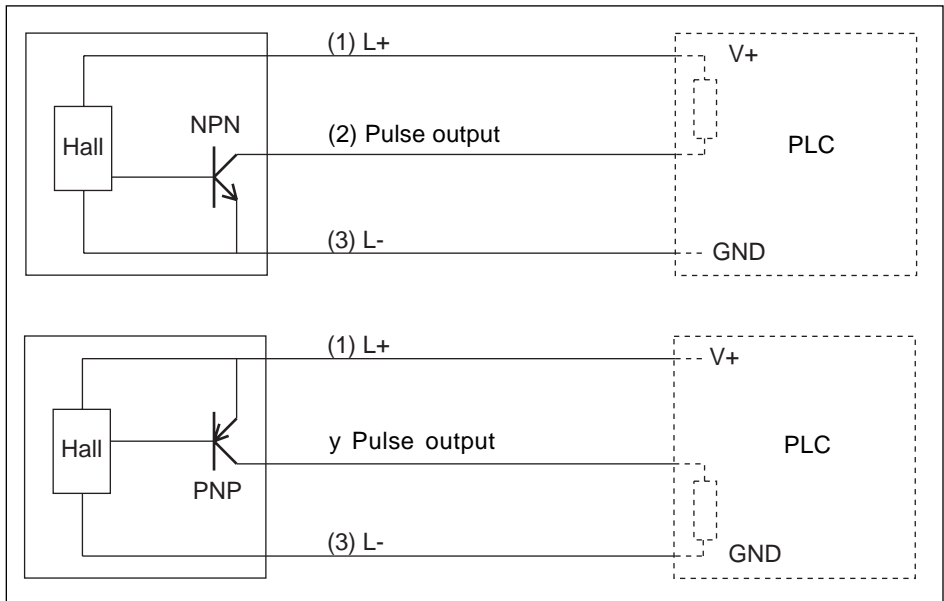 (1) L+
V+
NPN
Hall
(2) Pulse output
PLC
(3) L-
GND
(1) L+
V+
Hall
y Pulse output
PLC
PNP
(3) L-
GND